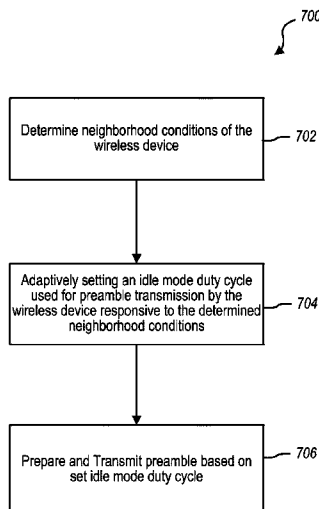 700
Determine neighborhood conditions of the
wireless device
702
Adaptively setting an idle mode duty cycle
used for preamble transmission by the
wireless device responsive to the determined
neighborhood conditions
704
Prepare and Transmit preamble based on
set idle mode duty cycle
706